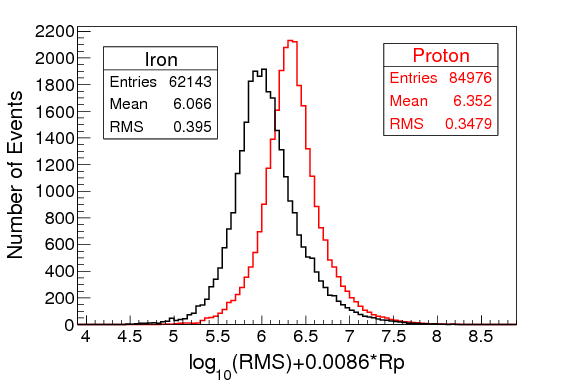 Iron
Entries 62143
Mean 6.066
RMS 0.395
Proton
Entries 84976
Mean 6.352
RMS 0.3479
Number of Events
2200
2000
1800
1600
1400
1200
1000
800
600
400
200
0
4 4.5 5 5.5 6 6.5 7 7.5 8 8.5
log₁₀(RMS)+0.0086*Rp